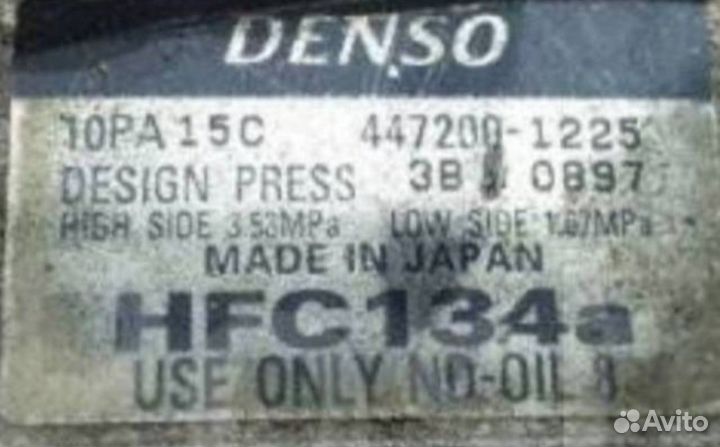 DENSO
10PA15C 447200-1225
DESIGN PRESS 3B 0897
HIGH SIDE 3.53MPa LOW SIDE 1.67MPa
MADE IN JAPAN
HFC134a
USE ONLY ND-OIL 8
Avito